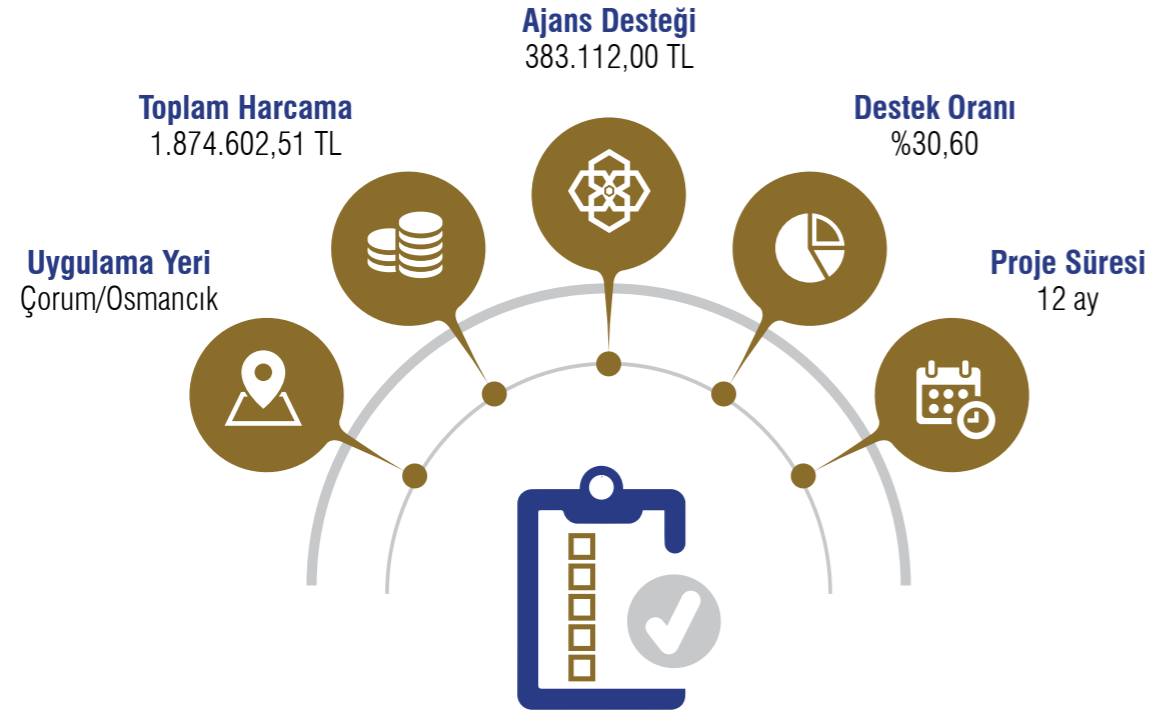 Ajans Desteği
383.112,00 TL
Toplam Harcama
1.874.602,51 TL
Destek Oranı
%30,60
Uygulama Yeri
Çorum/Osmancık
Proje Süresi
12 ay